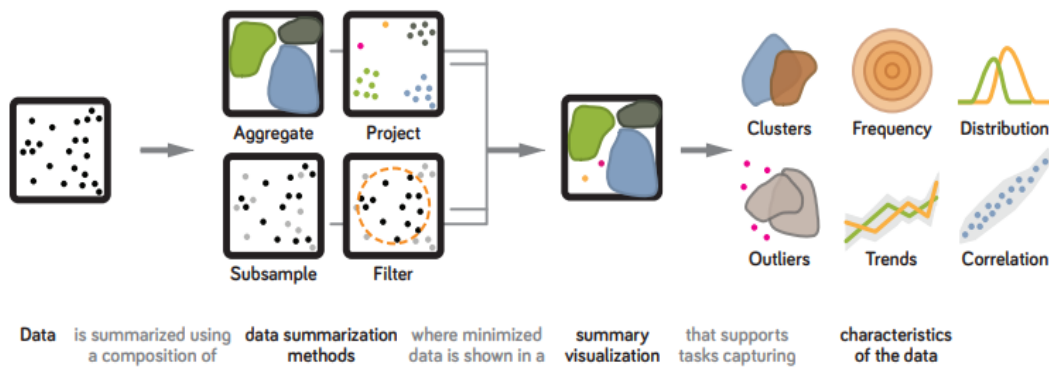 Aggregate
Project
Subsample
Filter
Clusters
Frequency
Distribution
Outliers
Trends
Correlation
Data
is summarized using
a composition of
data summarization
methods
where minimized
data is shown in a
summary
visualization
that supports
tasks capturing
characteristics
of the data